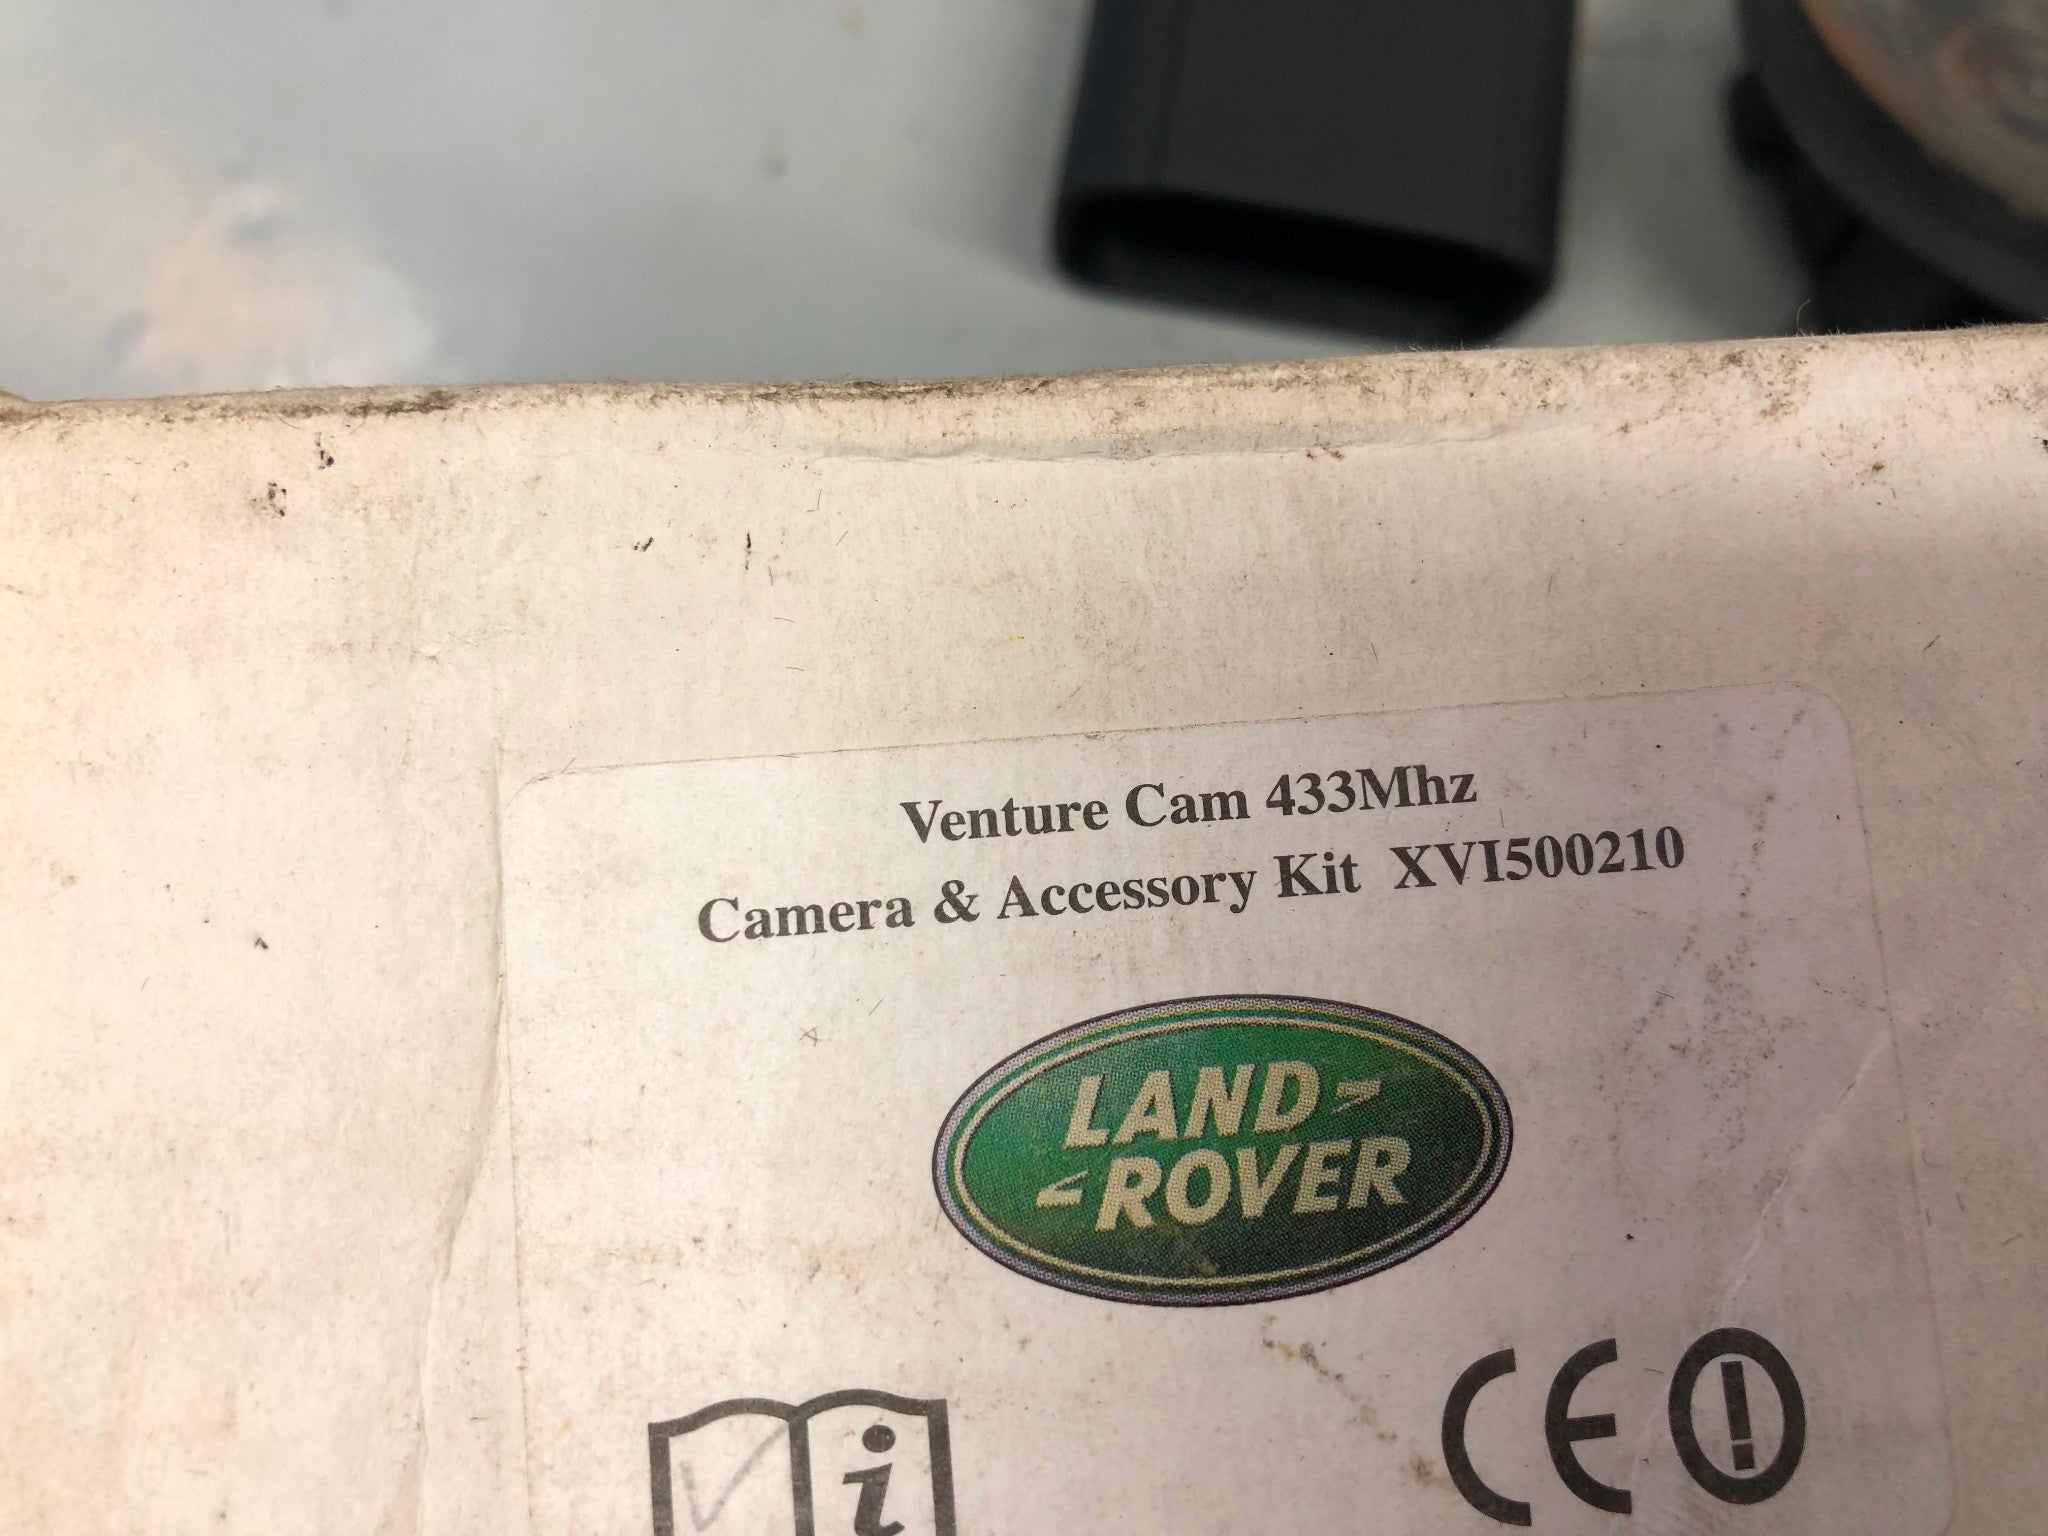 Venture Cam 433Mhz
Camera & Accessory Kit XVI500210
LAND
ROVER
i
CE